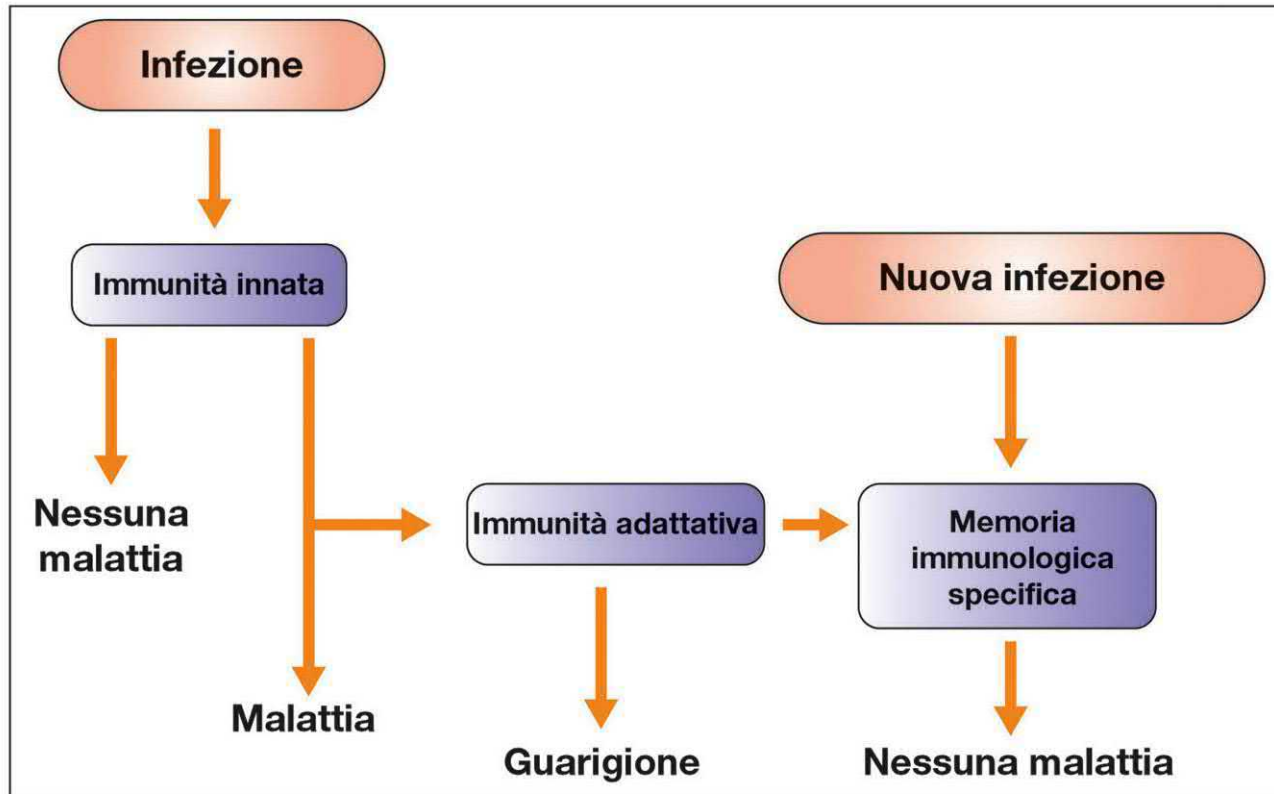 Infezione
Immunità innata
Nuova infezione
Nessuna
malattia
Immunità adattativa
Memoria
immunologica
specifica
Malattia
Guarigione
Nessuna malattia